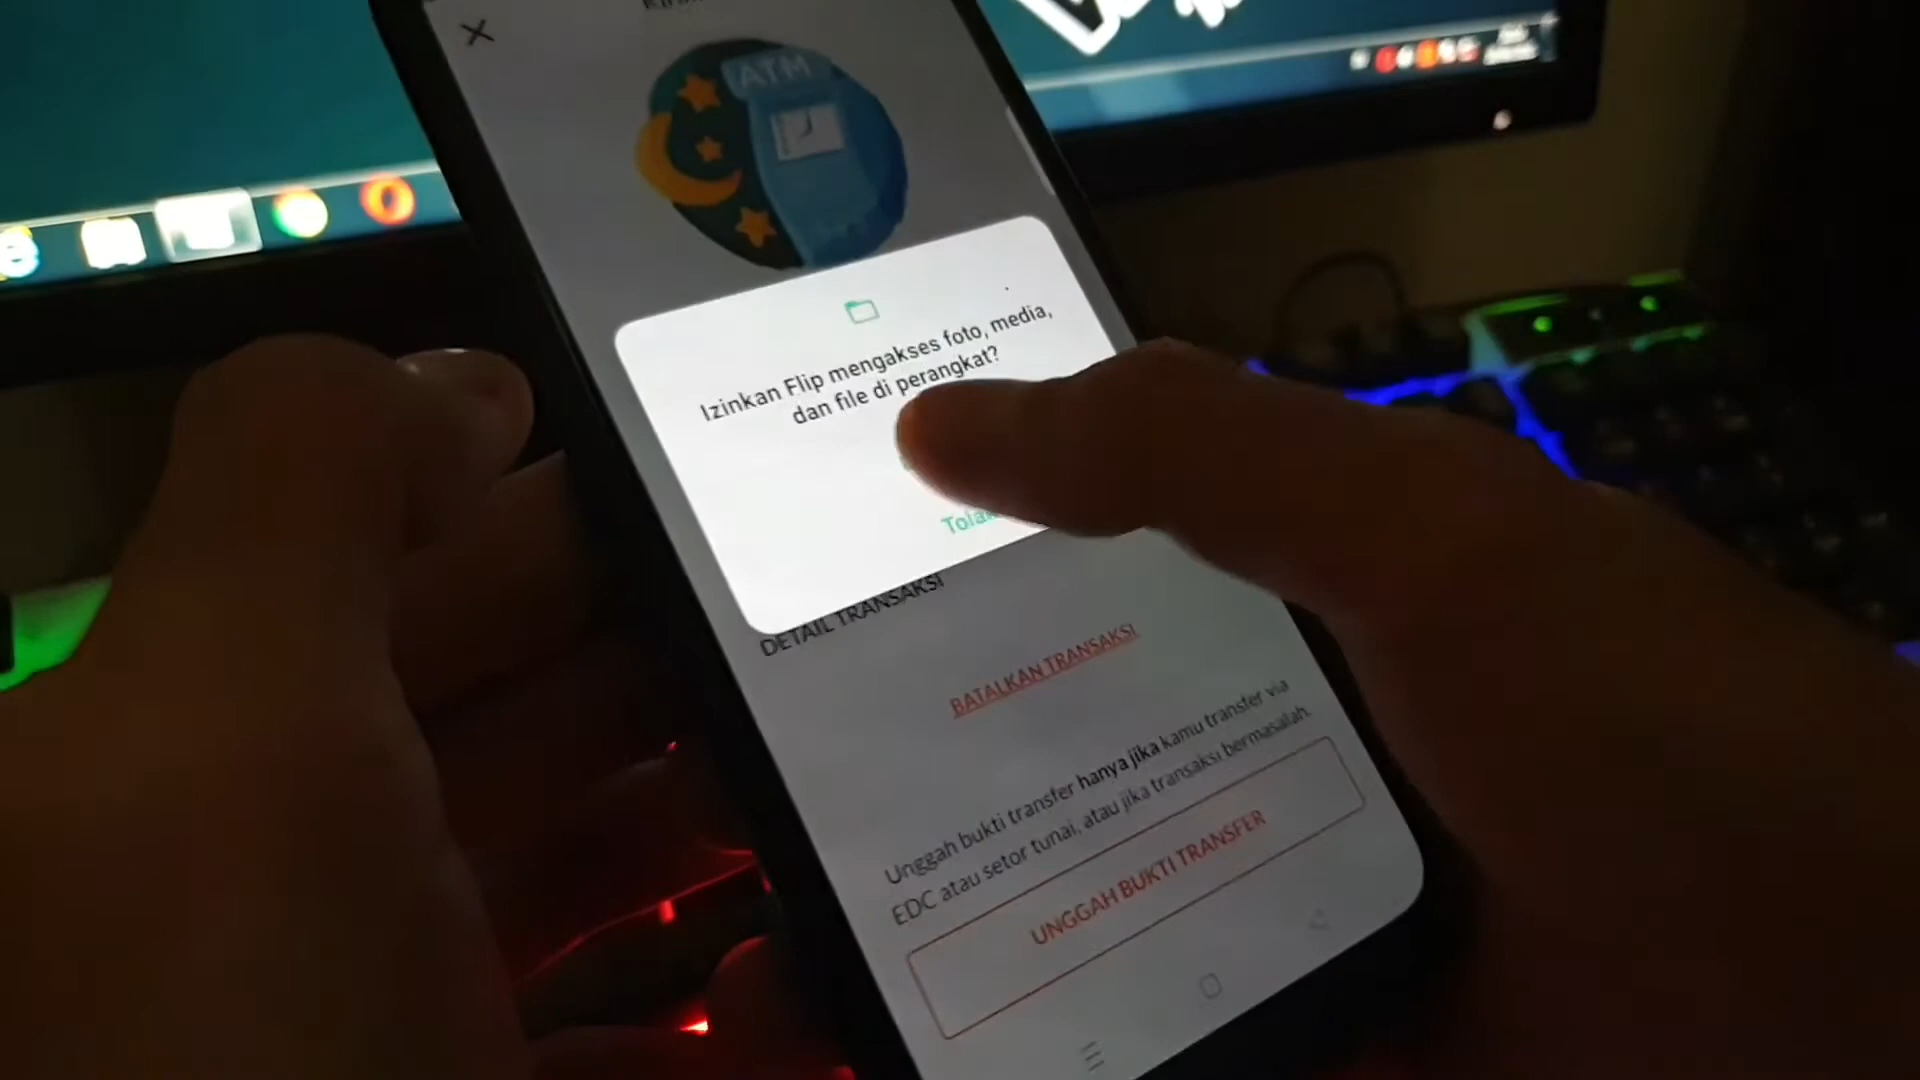 ATM
Izinkan Flip mengakses foto, media,
dan file di perangkat?
DETAIL TRANSAKSI
BATALKAN TRANSAKSI
Unggah bukti transfer hanya jika kamu transfer via
EDC atau setor tunai, atau jika transaksi bermasalah.
UNGGAH BUKTI TRANSFER